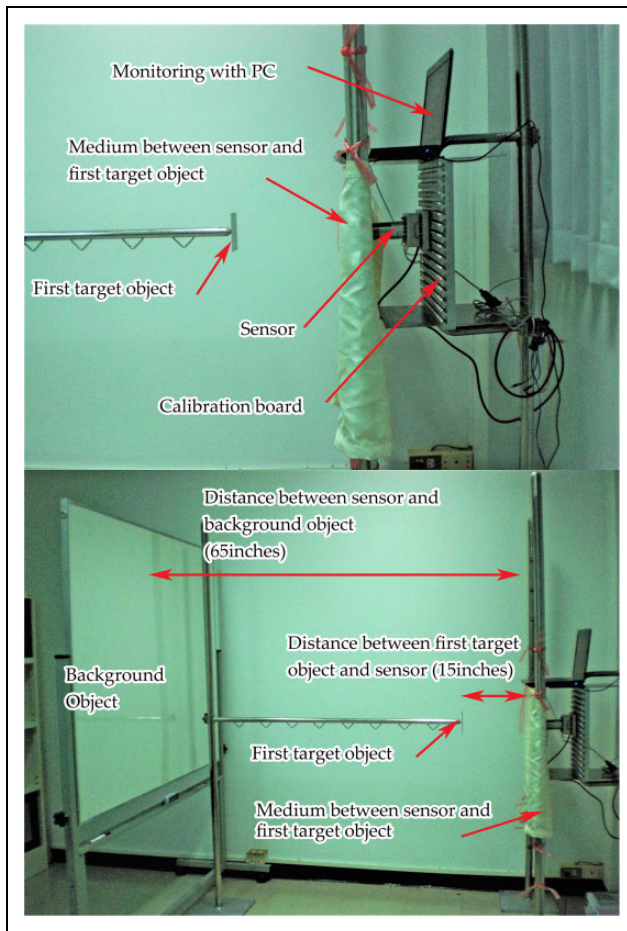 Monitoring with PC
Medium between sensor and
first target object
First target object
Sensor
Calibration board
Distance between sensor and
background object
(65inches)
Distance between first target
object and sensor (15inches)
Background
Object
First target object
Medium between sensor and
first target object